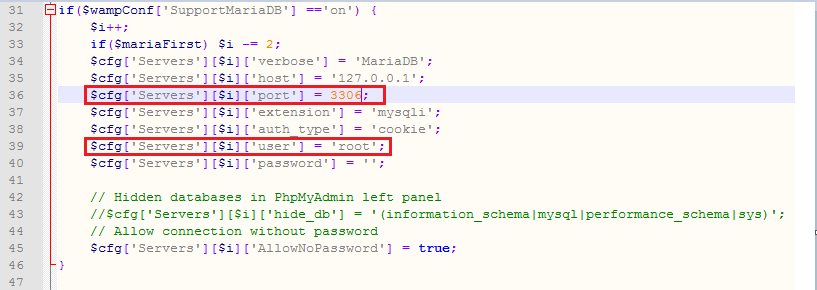 31 if($wampConf['SupportMariaDB'] =='on') {
32 $i++;
33 if($mariaFirst) $i -= 2;
34 $cfg['Servers'][$i]['verbose'] = 'MariaDB';
35 $cfg['Servers'][$i]['host'] = '127.0.0.1';
36 $cfg['Servers'][$i]['port'] = 3306;
37 $cfg['Servers'][$i]['extension'] = 'mysqli';
38 $cfg['Servers'][$i]['auth_type'] = 'cookie';
39 $cfg['Servers'][$i]['user'] = 'root';
40 $cfg['Servers'][$i]['password'] = '';
41
42 // Hidden databases in PhpMyAdmin left panel
43 //$cfg['Servers'][$i]['hide_db'] = '(information_schema|mysql|performance_schema|sys)';
44 // Allow connection without password
45 $cfg['Servers'][$i]['AllowNoPassword'] = true;
46 }
47